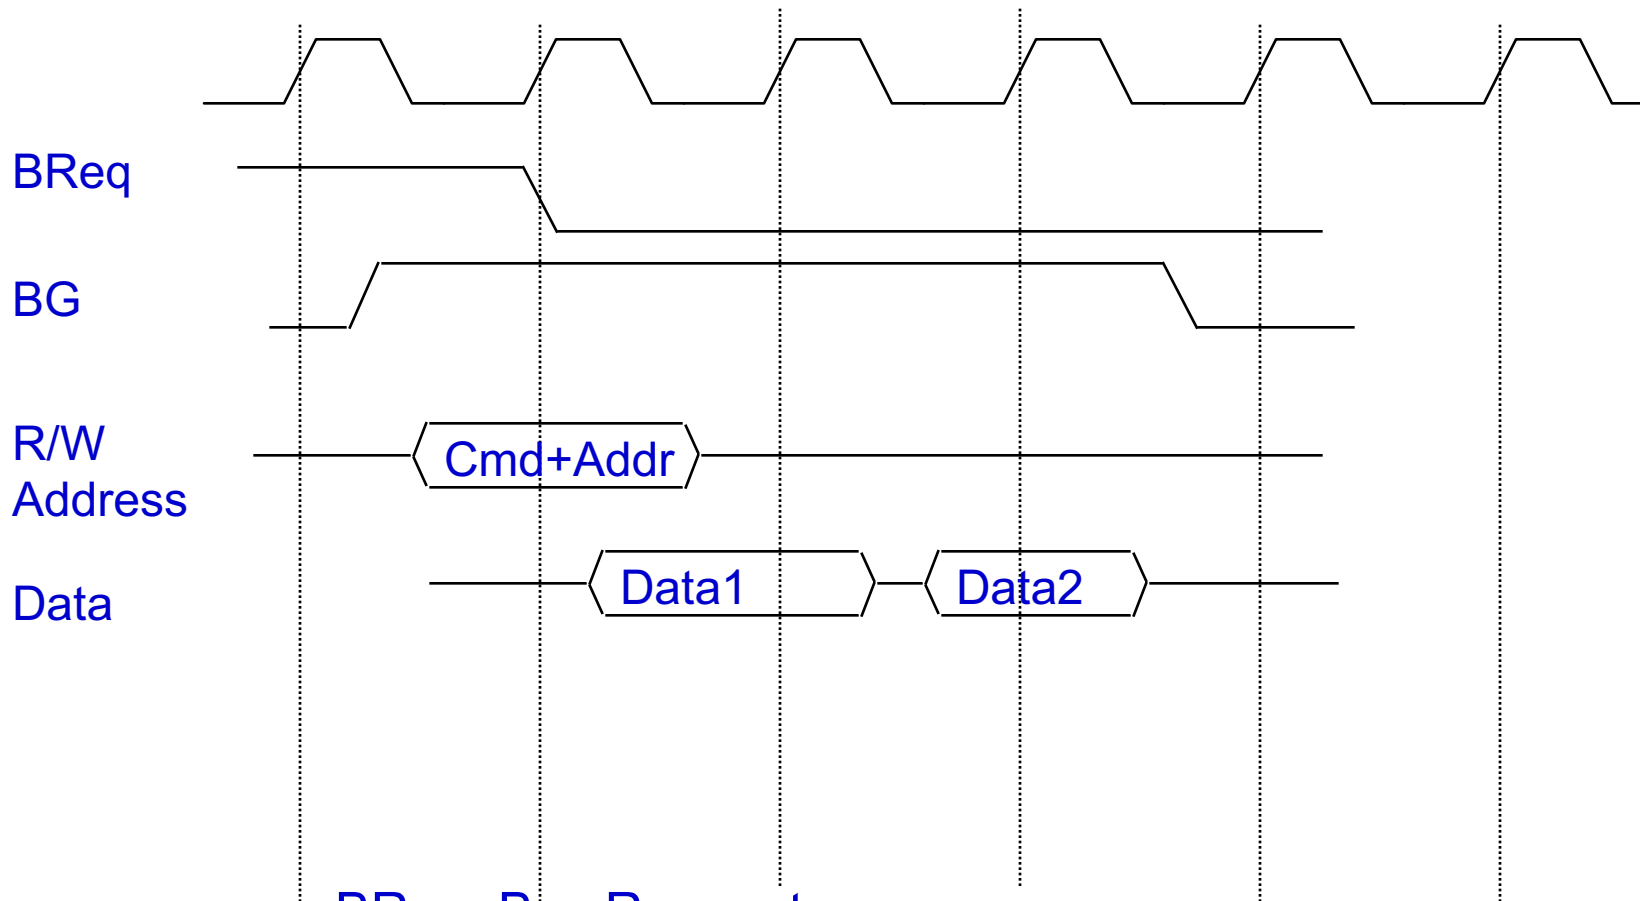 BReq
BG
R/W
Address
Cmd+Addr
Data1
Data2
Data